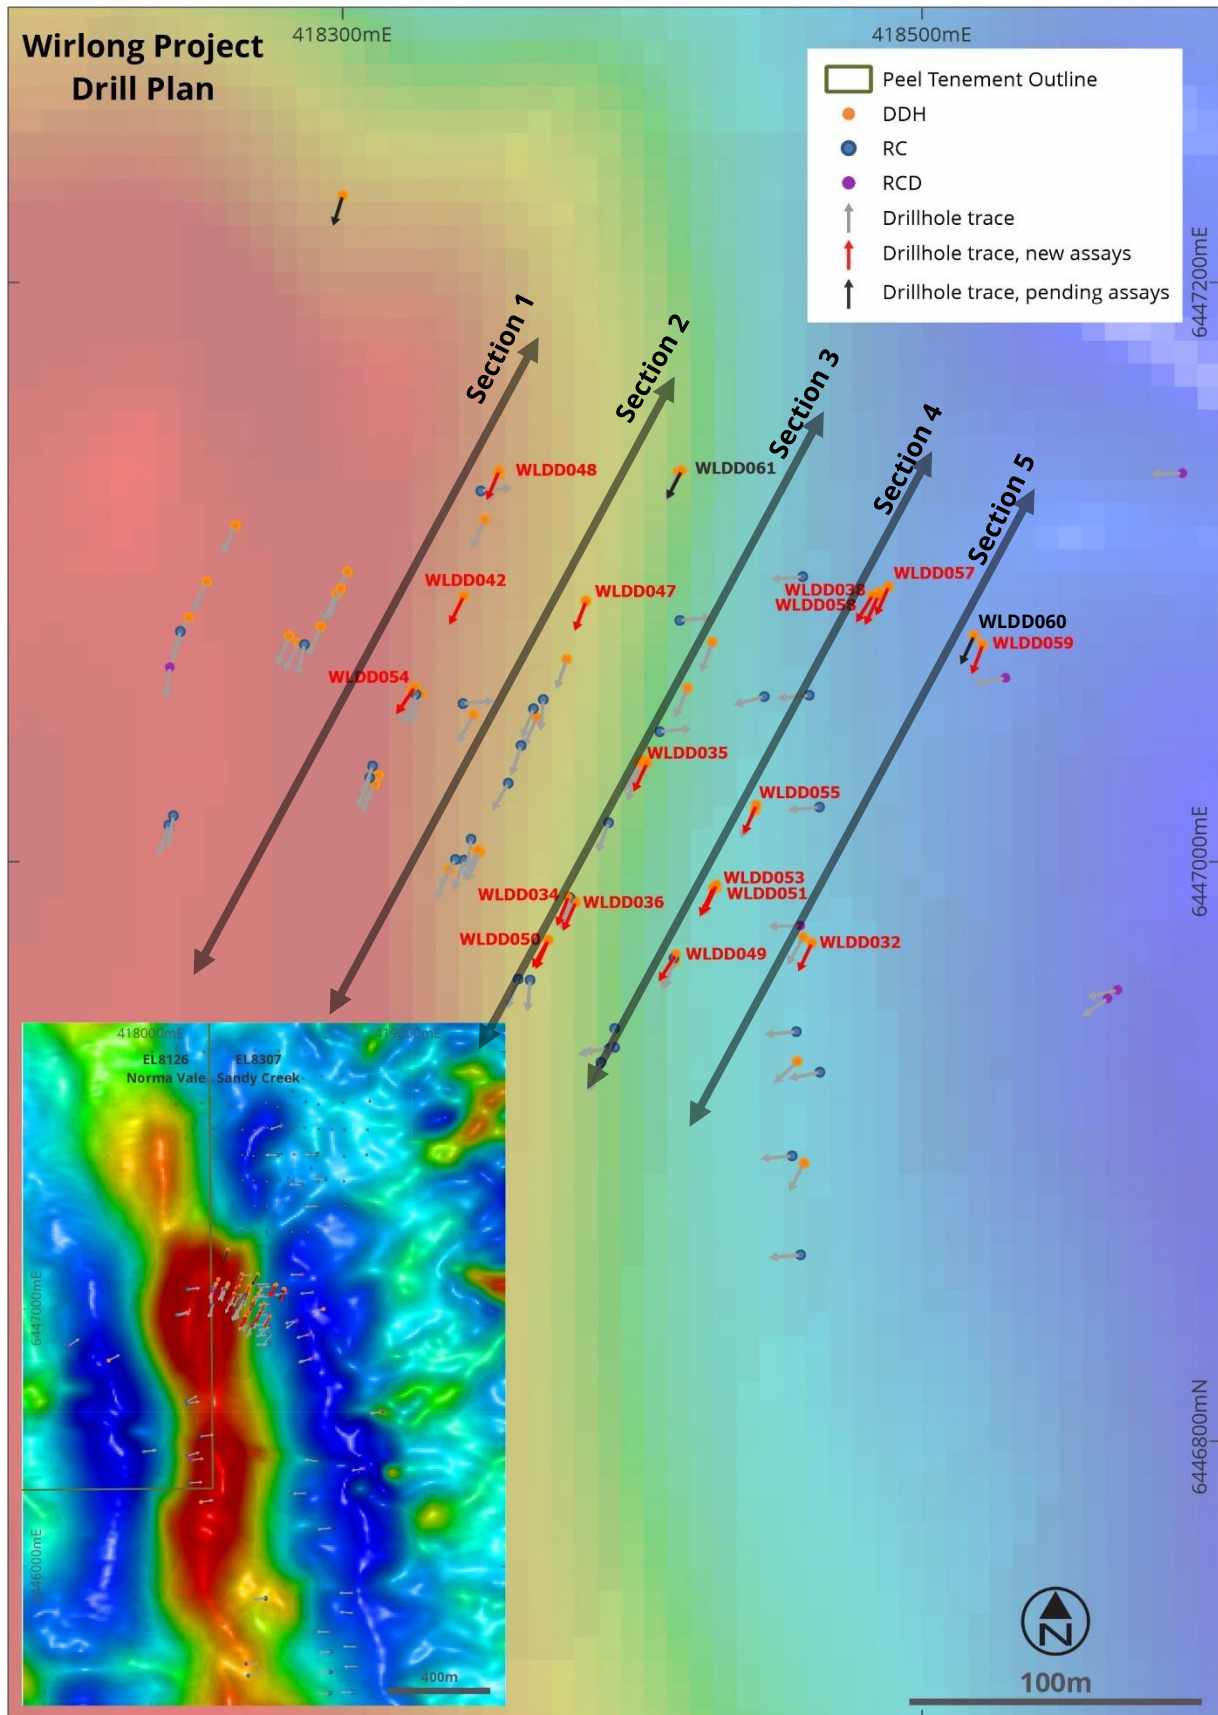 Wirlong Project
Drill Plan
418300mE
418500mE
Peel Tenement Outline
DDH
RC
RCD
Drillhole trace
Drillhole trace, new assays
Drillhole trace, pending assays
6447200mE
Section 1
Section 2
Section 3
Section 4
Section 5
WLDD048
WLDD061
WLDD042
WLDD047
WLDD057
WLDD038
WLDD058
WLDD060
WLDD059
WLDD054
WLDD035
WLDD055
WLDD053
WLDD051
WLDD034
WLDD036
WLDD050
WLDD049
WLDD032
6447000mE
418000mE
419000mE
EL8126
EL8307
Norma Vale
Sandy Creek
6447000mE
6446000mE
400m
6446800mN
N
100m